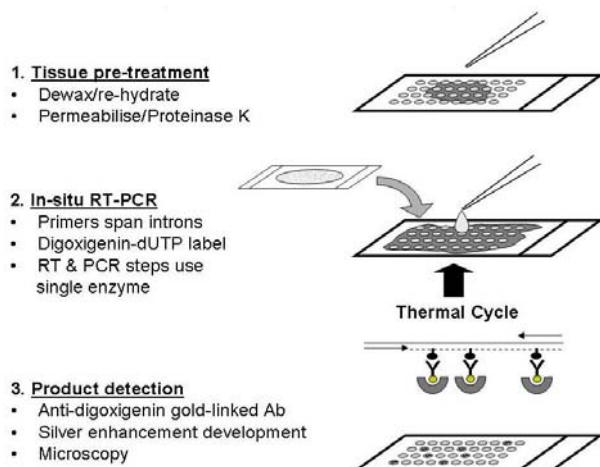 1. Tissue pre-treatment
• Dewax/re-hydrate
• Permeabilise/Proteinase K
2. In-situ RT-PCR
• Primers span introns
• Digoxigenin-dUTP label
• RT & PCR steps use
single enzyme
Thermal Cycle
3. Product detection
• Anti-digoxigenin gold-linked Ab
• Silver enhancement development
• Microscopy